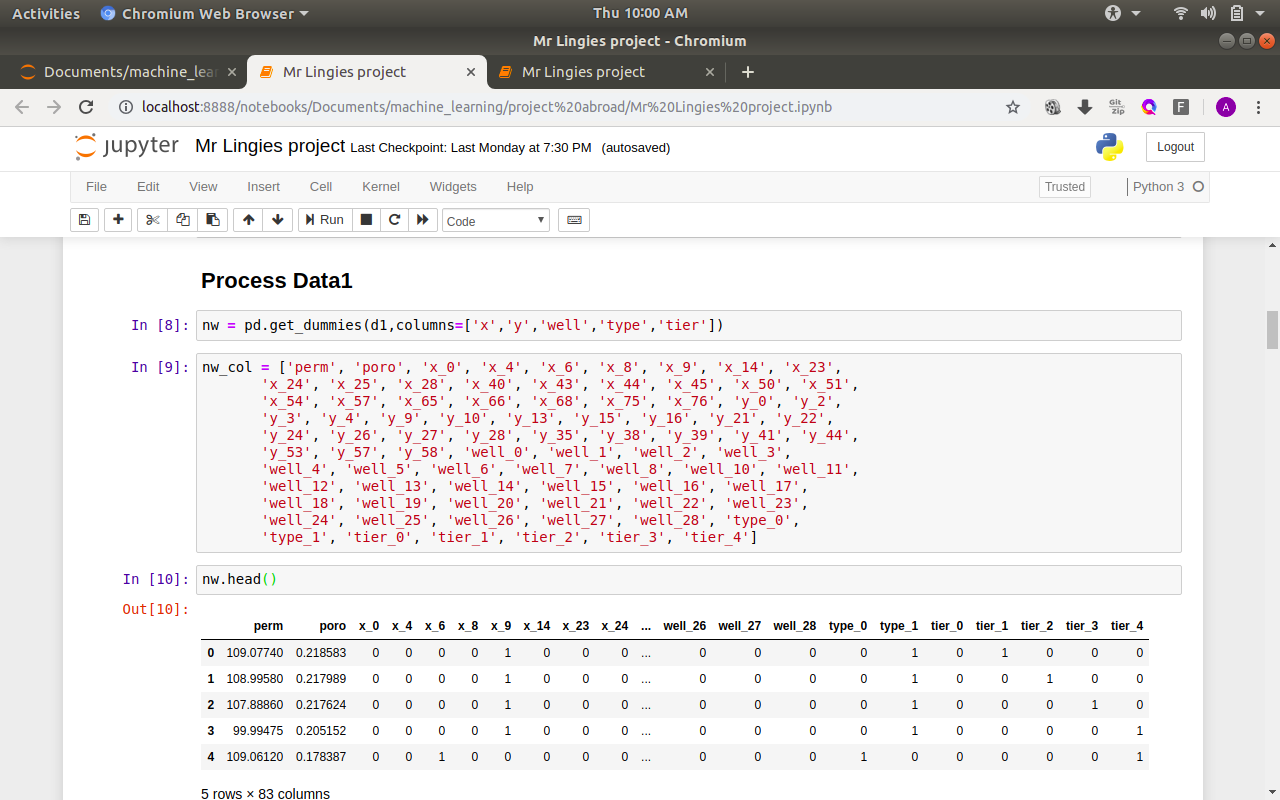 Activities Chromium Web Browser Thu 10:00 AM
Mr Lingies project - Chromium
Documents/machine_lear Mr Lingies project Mr Lingies project
localhost:8888/notebooks/Documents/machine_learning/project%20abroad/Mr%20Lingies%20project.ipynb Git Zip F A
jupyter Mr Lingies project Last Checkpoint: Last Monday at 7:30 PM (autosaved) Logout
File Edit View Insert Cell Kernel Widgets Help Trusted Python 3
Run Code
Process Data1
In [8]: nw = pd.get_dummies(d1,columns=['x','y','well','type','tier'])
In [9]: nw_col = ['perm', 'poro', 'x_0', 'x_4', 'x_6', 'x_8', 'x_9', 'x_14', 'x_23',
'x_24', 'x_25', 'x_28', 'x_40', 'x_43', 'x_44', 'x_45', 'x_50', 'x_51',
'x_54', 'x_57', 'x_65', 'x_66', 'x_68', 'x_75', 'x_76', 'y_0', 'y_2',
'y_3', 'y_4', 'y_9', 'y_10', 'y_13', 'y_15', 'y_16', 'y_21', 'y_22',
'y_24', 'y_26', 'y_27', 'y_28', 'y_35', 'y_38', 'y_39', 'y_41', 'y_44',
'y_53', 'y_57', 'y_58', 'well_0', 'well_1', 'well_2', 'well_3',
'well_4', 'well_5', 'well_6', 'well_7', 'well_8', 'well_10', 'well_11',
'well_12', 'well_13', 'well_14', 'well_15', 'well_16', 'well_17',
'well_18', 'well_19', 'well_20', 'well_21', 'well_22', 'well_23',
'well_24', 'well_25', 'well_26', 'well_27', 'well_28', 'type_0',
'type_1', 'tier_0', 'tier_1', 'tier_2', 'tier_3', 'tier_4']
In [10]: nw.head()
Out[10]:
perm poro x_0 x_4 x_6 x_8 x_9 x_14 x_23 x_24 ... well_26 well_27 well_28 type_0 type_1 tier_0 tier_1 tier_2 tier_3 tier_4
0 109.07740 0.218583 0 0 0 0 1 0 0 0 ... 0 0 0 0 1 0 1 0 0 0
1 108.99580 0.217989 0 0 0 0 1 0 0 0 ... 0 0 0 0 1 0 0 1 0 0
2 107.88860 0.217624 0 0 0 0 1 0 0 0 ... 0 0 0 0 1 0 0 0 1 0
3 99.99475 0.205152 0 0 0 0 1 0 0 0 ... 0 0 0 0 1 0 0 0 0 1
4 109.06120 0.178387 0 0 1 0 0 0 0 0 ... 0 0 0 1 0 0 0 0 0 1
5 rows × 83 columns